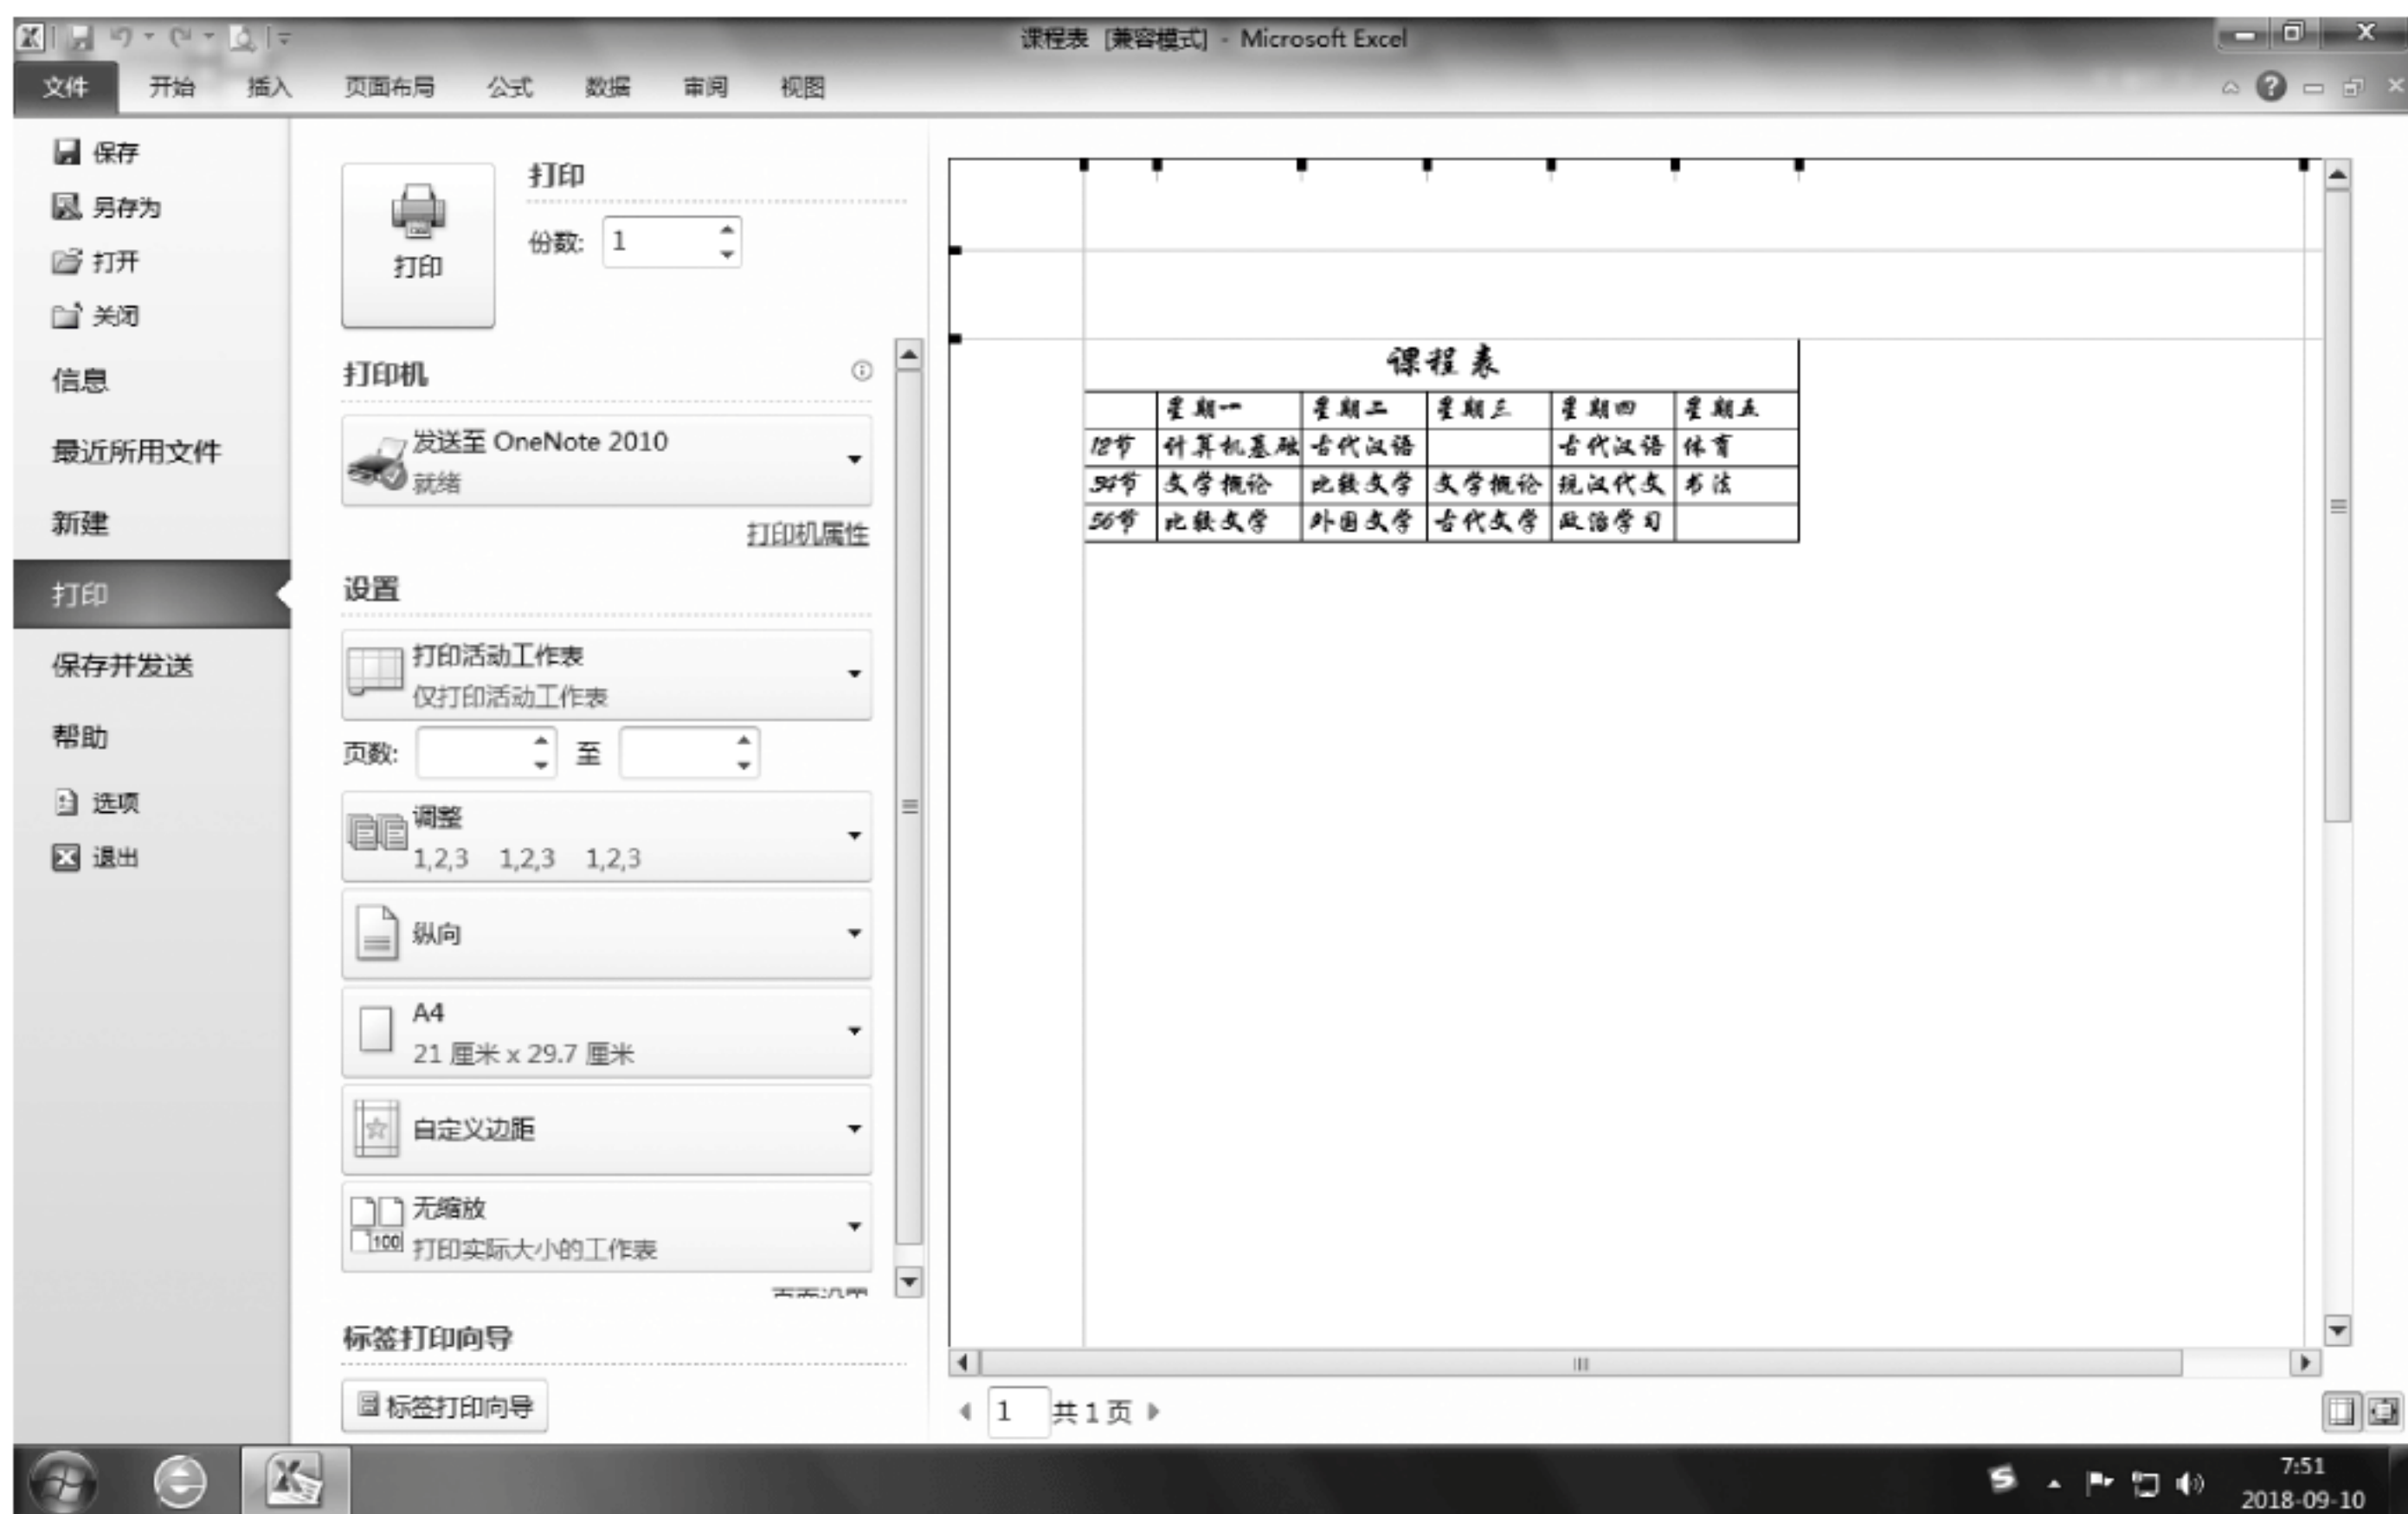 课程表 [兼容模式] - Microsoft Excel
文件 开始 插入 页面布局 公式 数据 审阅 视图
保存
另存为
打开
关闭
信息
最近所用文件
新建
打印
保存并发送
帮助
选项
退出
打印
打印
份数: 1
打印机
发送至 OneNote 2010
就绪
打印机属性
设置
打印活动工作表
仅打印活动工作表
页数: 至
调整
1,2,3 1,2,3 1,2,3
纵向
A4
21 厘米 x 29.7 厘米
自定义边距
无缩放
100
打印实际大小的工作表
页面设置
标签打印向导
标签打印向导
课程表
星期一 星期二 星期三 星期四 星期五
12节 计算机基础 古代汉语 古代汉语 体育
34节 文学概论 比较文学 文学概论 现汉代文 书法
56节 比较文学 外国文学 古代文学 政治学习
1 共 1 页
7:51
2018-09-10